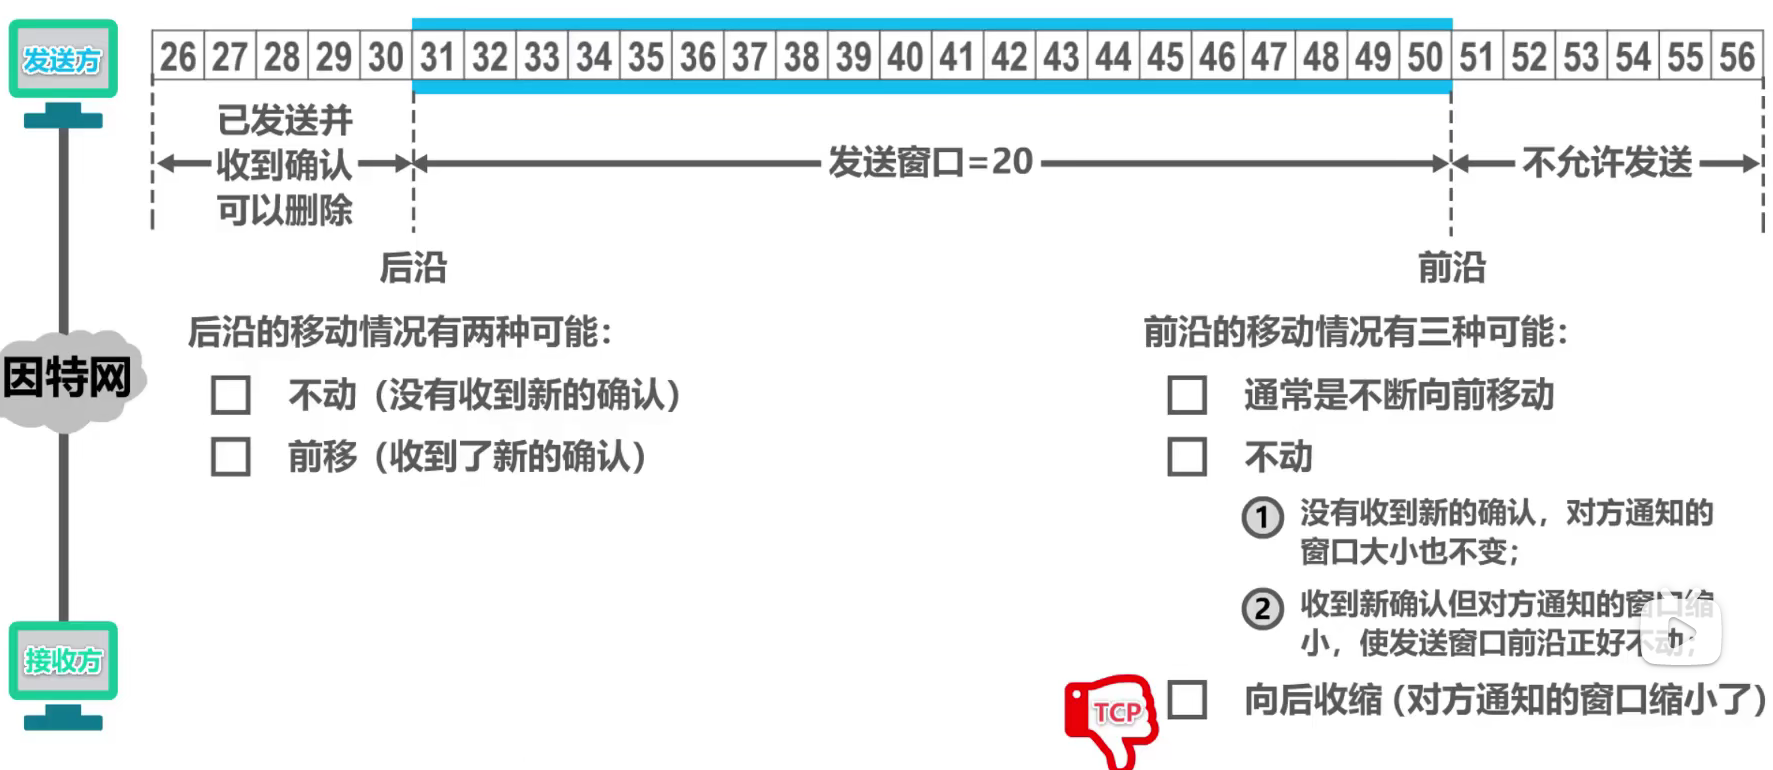 发送方
26 27 28 29 30 31 32 33 34 35 36 37 38 39 40 41 42 43 44 45 46 47 48 49 50 51 52 53 54 55 56
已发送并
收到确认
可以删除
发送窗口=20
不允许发送
后沿
前沿
后沿的移动情况有两种可能：
不动（没有收到新的确认）
前移（收到了新的确认）
前沿的移动情况有三种可能：
通常是不断向前移动
不动
① 没有收到新的确认，对方通知的
窗口大小也不变；
② 收到新确认但对方通知的窗口缩
小，使发送窗口前沿正好不动；
TCP
向后收缩（对方通知的窗口缩小了）
因特网
接收方